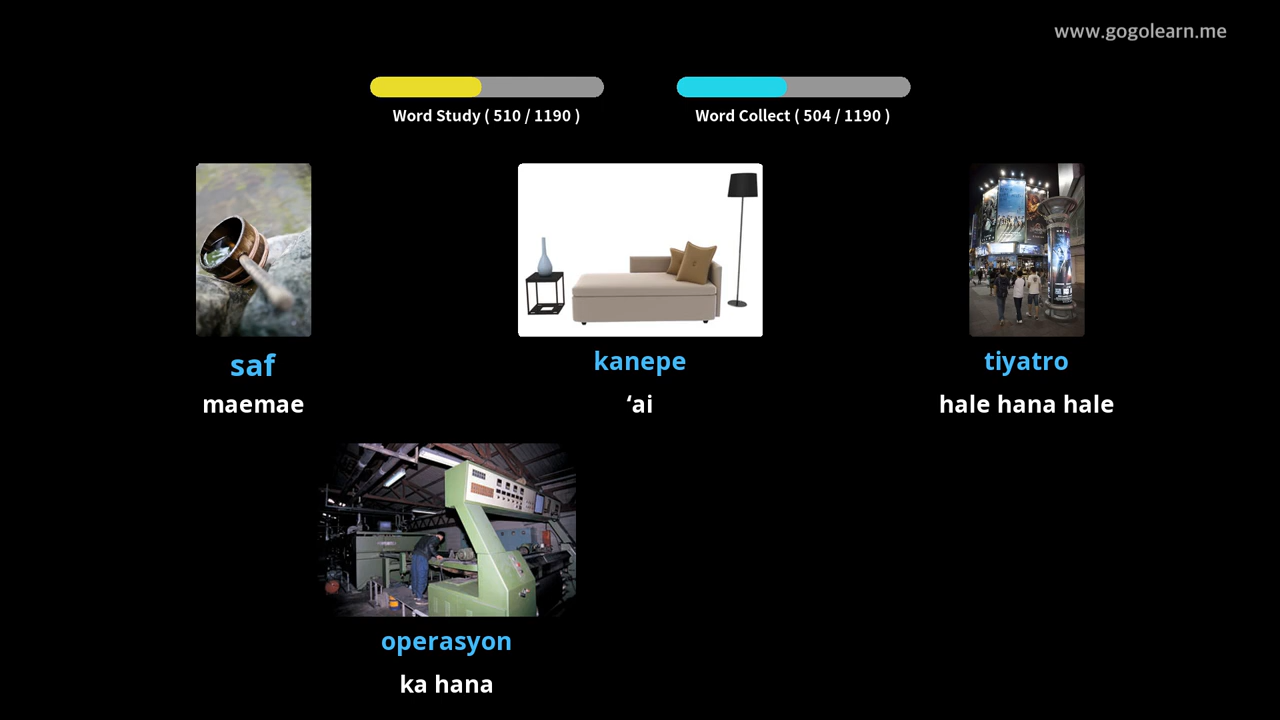 www.gogolearn.me
Word Study ( 510 / 1190 )
Word Collect ( 504 / 1190 )
saf
kanepe
tiyatro
maemae
ʻai
hale hana hale
operasyon
ka hana